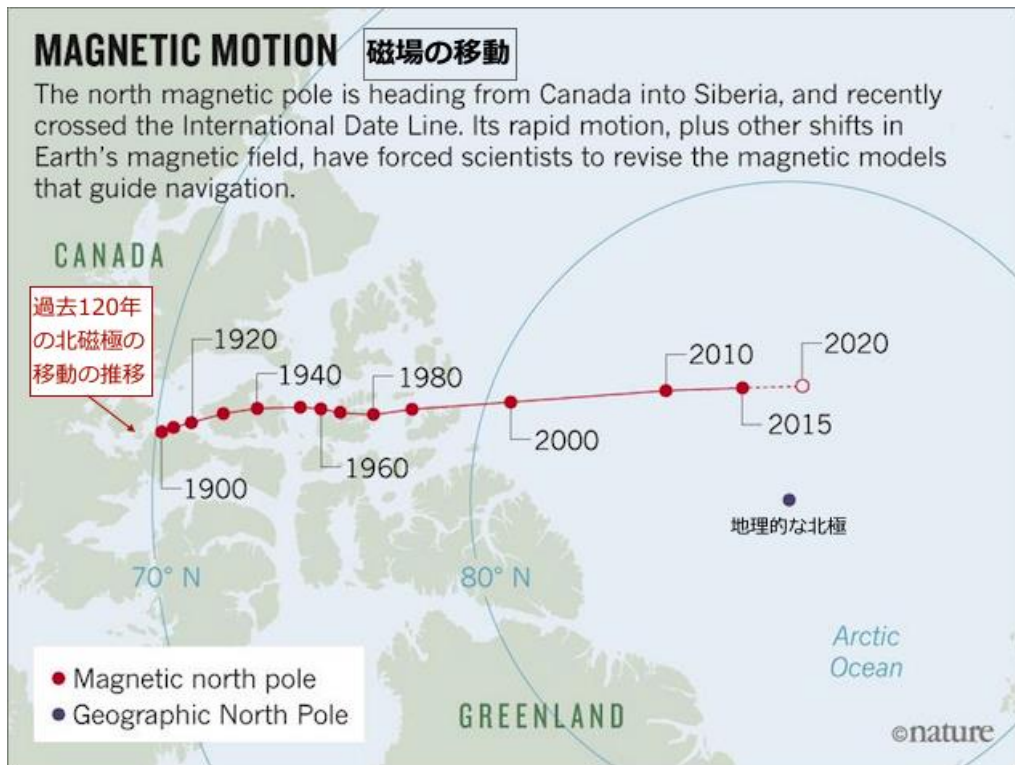 MAGNETIC MOTION 磁場の移動
The north magnetic pole is heading from Canada into Siberia, and recently
crossed the International Date Line. Its rapid motion, plus other shifts in
Earth's magnetic field, have forced scientists to revise the magnetic models
that guide navigation.
CANADA
過去120年
の北磁極の
移動の推移
1920
1940
1980
2010
2020
1900
1960
2000
2015
地理的な北極
70° N
80° N
Arctic
Ocean
Magnetic north pole
Geographic North Pole
GREENLAND
©nature